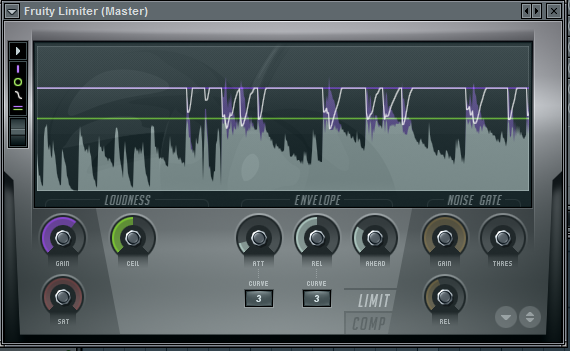 Fruity Limiter (Master)
LOUDNESS
ENVELOPE
NOISE GATE
GAIN
CEIL
ATT
REL
AHEAD
GAIN
THRES
CURVE
CURVE
3
3
SAT
LIMIT
COMP
REL